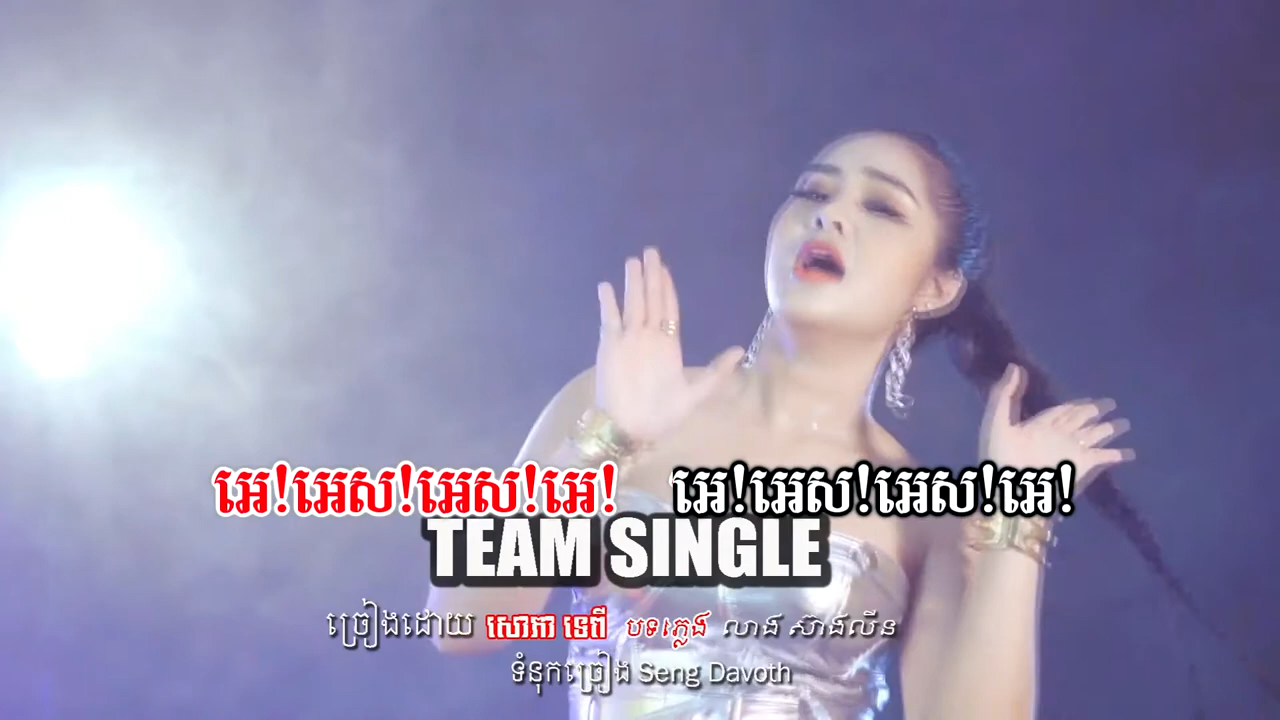 អេ!អេស!អេស!អេ! អេ!អេស!អេស!អេ!
TEAM SINGLE
ច្រៀងដោយ សោភា ទេពី បទភ្លេង លាង ស៊ាងលីន
ទំនុកច្រៀង Seng Davoth